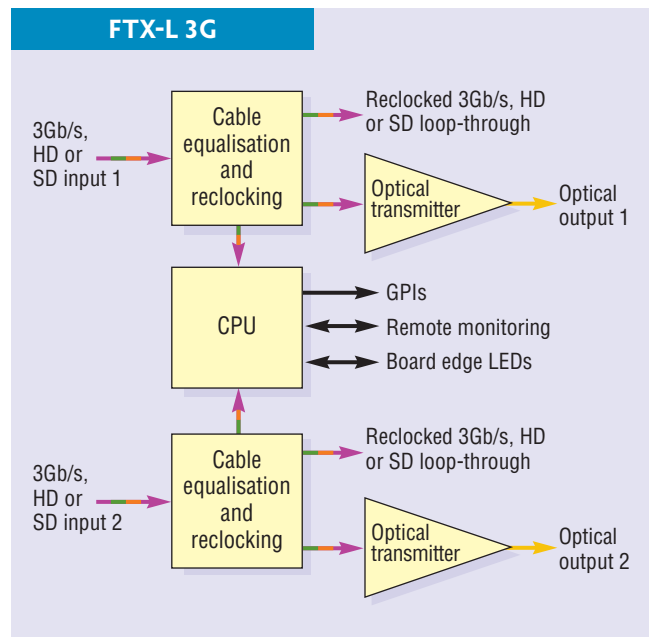 FTX-L 3G
3Gb/s,
HD or
SD input 1
Cable
equalisation
and
reclocking
Reclocked 3Gb/s, HD
or SD loop-through
Optical
transmitter
Optical
output 1
CPU
GPIs
Remote monitoring
Board edge LEDs
3Gb/s,
HD or
SD input 2
Cable
equalisation
and
reclocking
Reclocked 3Gb/s, HD
or SD loop-through
Optical
transmitter
Optical
output 2